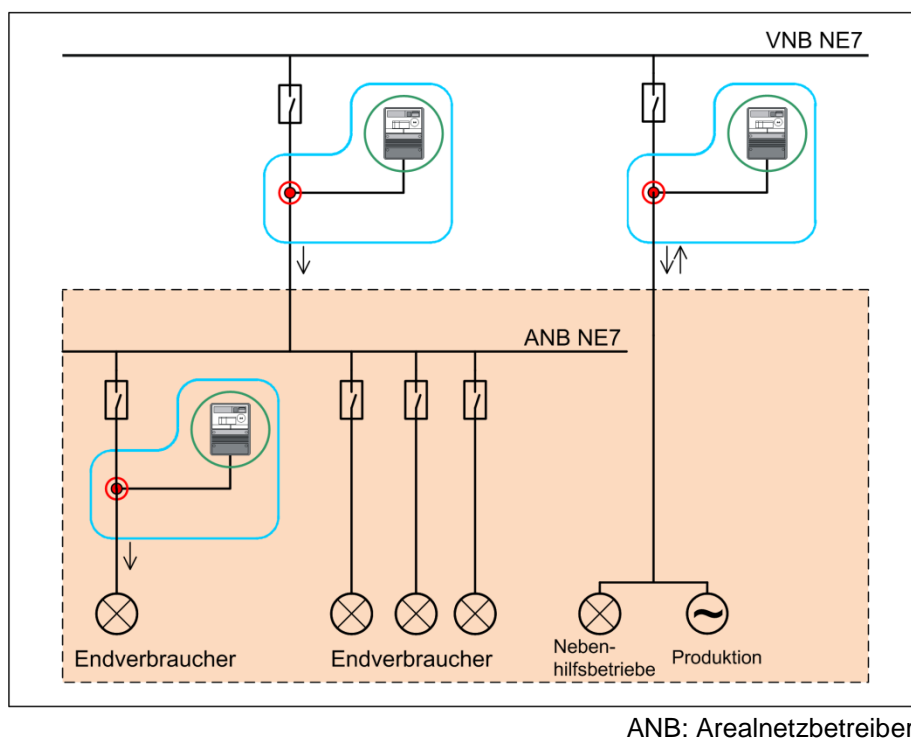 VNB NE7
ANB NE7
Endverbraucher
Endverbraucher
Neben-
hilfsbetriebe
Produktion
ANB: Arealnetzbetreiber